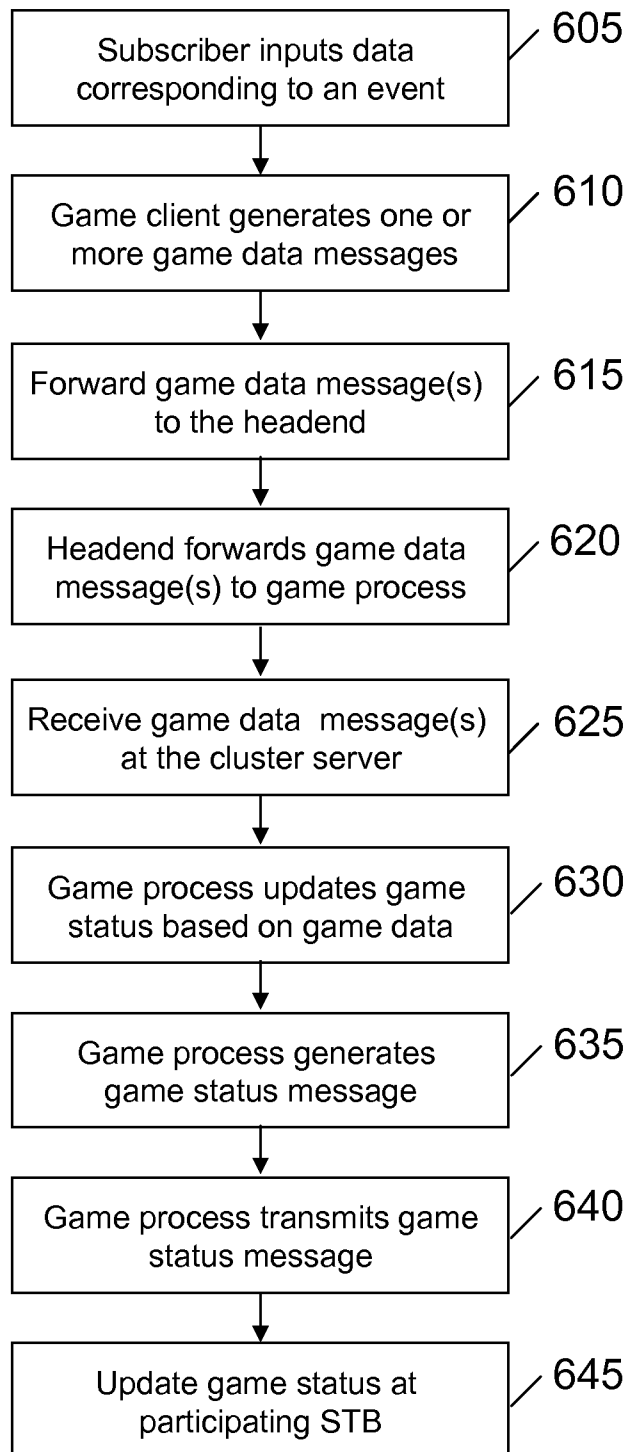 Subscriber inputs data
corresponding to an event
605
Game client generates one or
more game data messages
610
Forward game data message(s)
to the headend
615
Headend forwards game data
message(s) to game process
620
Receive game data message(s)
at the cluster server
625
Game process updates game
status based on game data
630
Game process generates
game status message
635
Game process transmits game
status message
640
Update game status at
participating STB
645